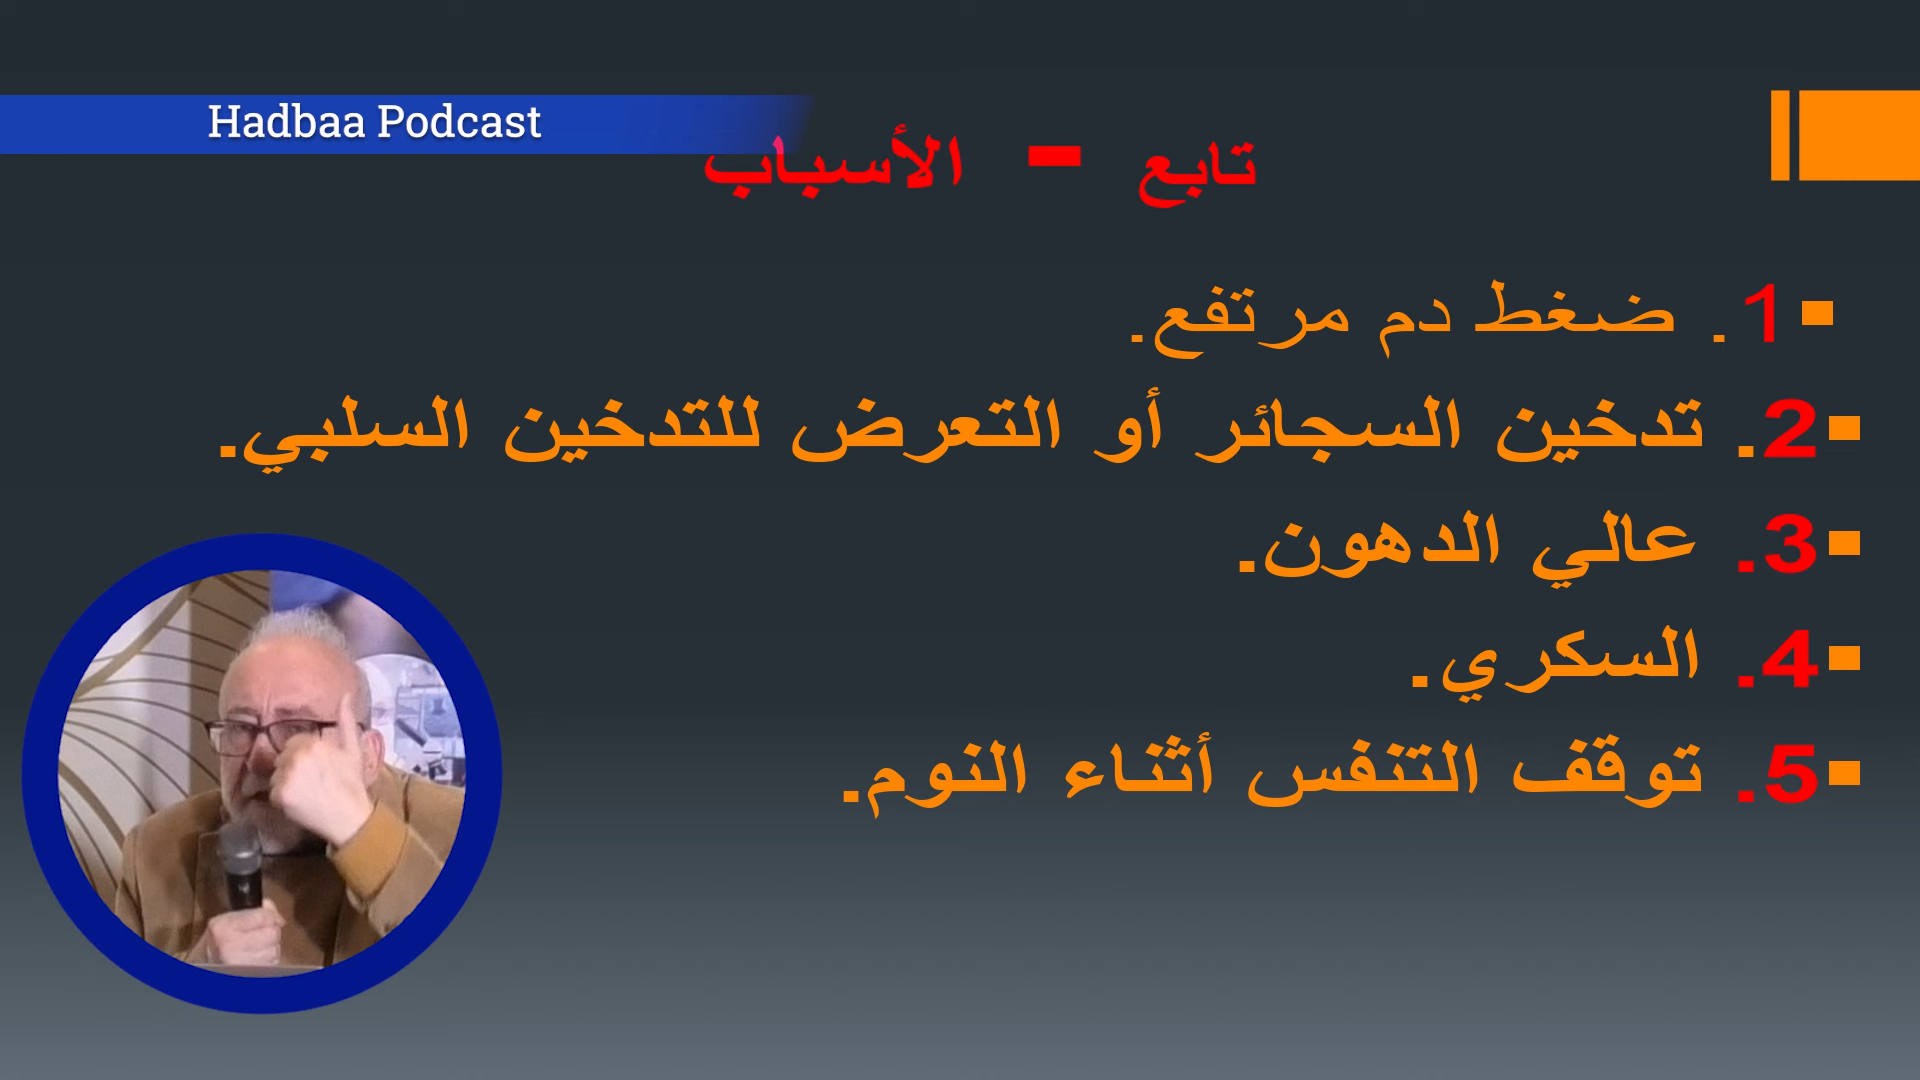 Hadbaa Podcast
تابع - الأسباب
1. ضغط دم مرتفع.
2. تدخين السجائر أو التعرض للتدخين السلبي.
3. عالي الدهون.
4. السكري.
5. توقف التنفس أثناء النوم.